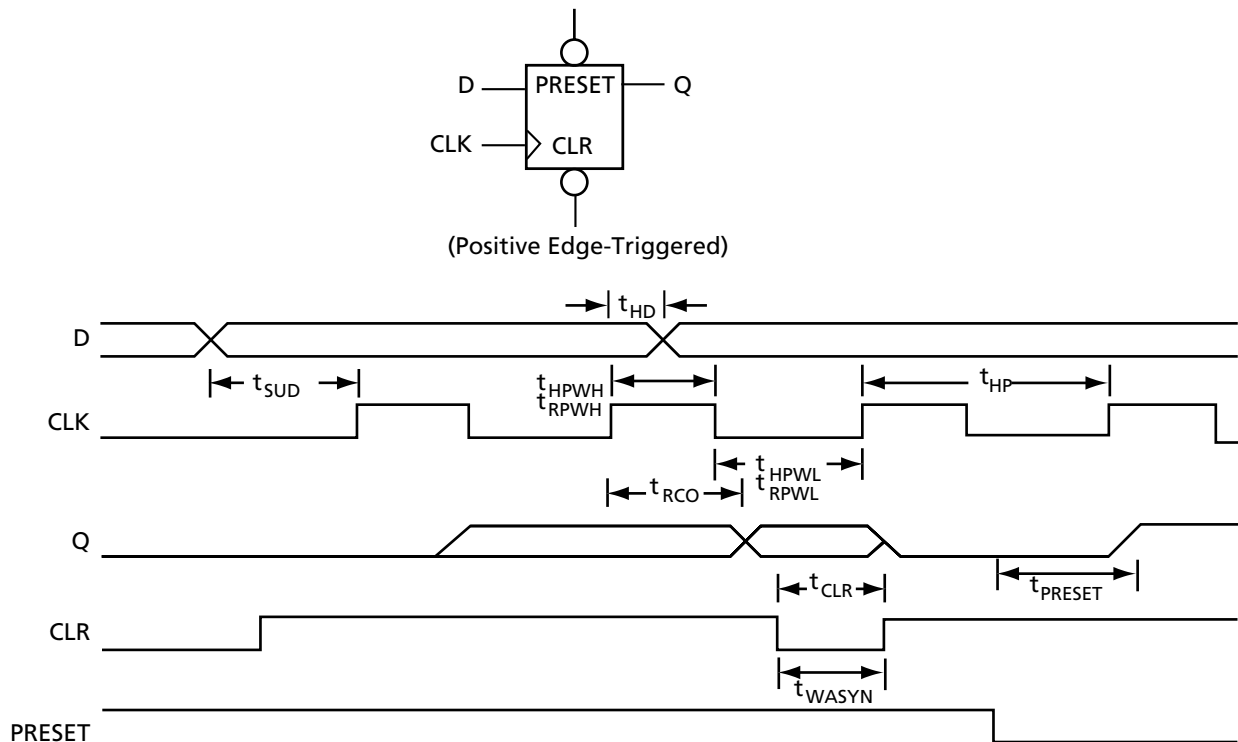 D
PRESET
Q
CLK
CLR
(Positive Edge-Triggered)
tHD
D
tSUD
tHPWH
tRPWH
tHP
CLK
tHPWL
tRPWL
tRCO
Q
tCLR
tPRESET
CLR
tWASYN
PRESET